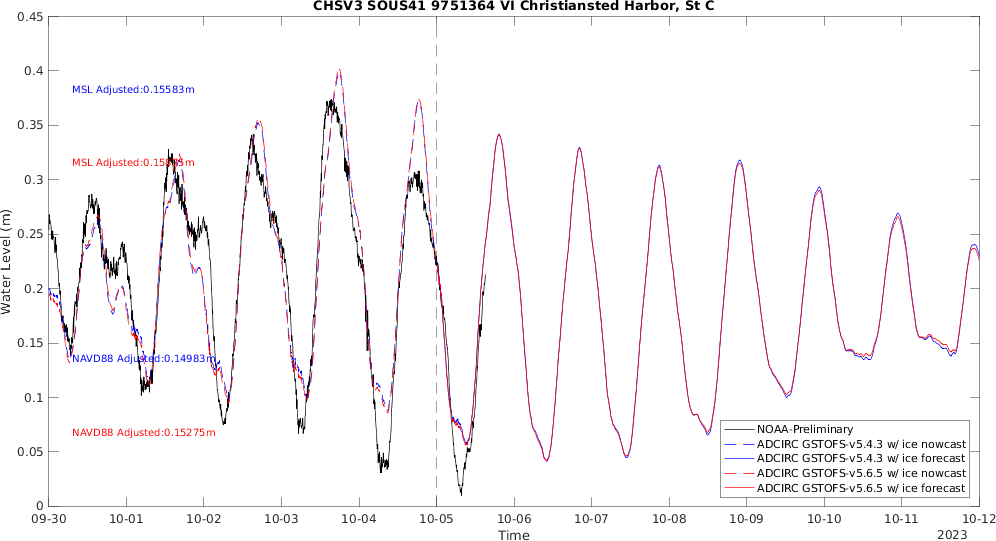 CHSV3 SOUS41 9751364 VI Christiansted Harbor, St C
Water Level (m)
0.45
0.4
0.35
0.3
0.25
0.2
0.15
0.1
0.05
0
MSL Adjusted:0.15583m
MSL Adjusted:
NAVD88 Adjusted:0.14983m
NAVD88 Adjusted:0.15275m
NOAA-Preliminary
ADCIRC GSTOFS-v5.4.3 w/ ice nowcast
ADCIRC GSTOFS-v5.4.3 w/ ice forecast
ADCIRC GSTOFS-v5.6.5 w/ ice nowcast
ADCIRC GSTOFS-v5.6.5 w/ ice forecast
09-30 10-01 10-02 10-03 10-04 10-05 10-06 10-07 10-08 10-09 10-10 10-11 10-12
Time
2023